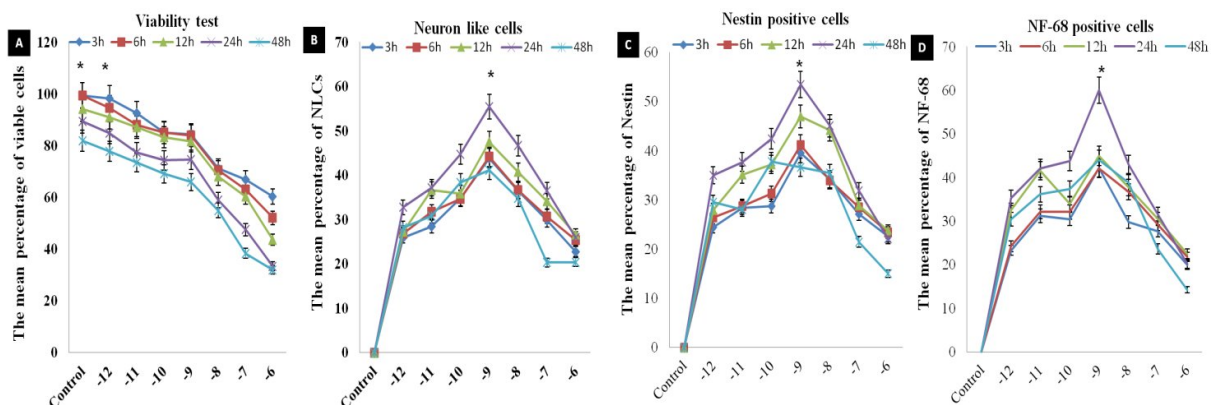 Viability test
A
3h 6h 12h 24h 48h
120
100
80
60
40
20
0
* *
The mean percentage of viable cells
Control -12 -11 -10 -9 -8 -7 -6
Neuron like cells
B
3h 6h 12h 24h 48h
70
60
50
40
30
20
10
0
*
The mean percentage of NLCs
Control -12 -11 -10 -9 -8 -7 -6
Nestin positive cells
C
3h 6h 12h 24h 48h
60
50
40
30
20
10
0
*
The mean percentage of Nestin
Control -12 -11 -10 -9 -8 -7 -6
NF-68 positive cells
D
3h 6h 12h 24h 48h
70
60
50
40
30
20
10
0
*
The mean percentage of NF-68
Control -12 -11 -10 -9 -8 -7 -6